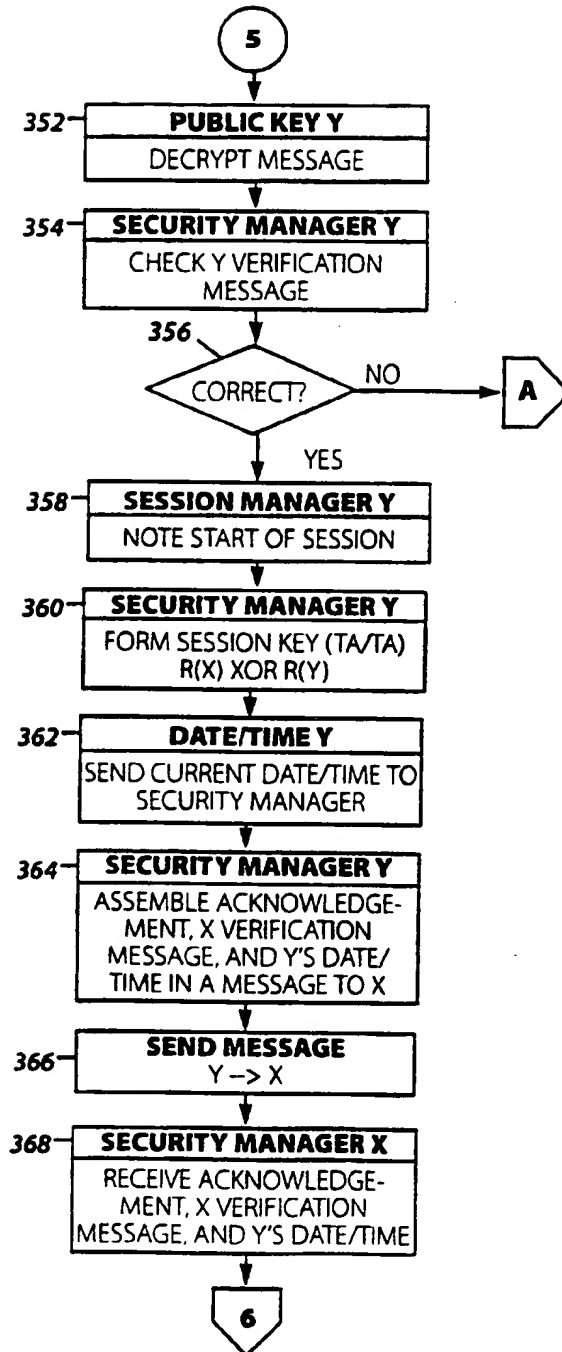 5
352
PUBLIC KEY Y
DECRYPT MESSAGE
354
SECURITY MANAGER Y
CHECK Y VERIFICATION
MESSAGE
356
CORRECT?
NO
A
YES
358
SESSION MANAGER Y
NOTE START OF SESSION
360
SECURITY MANAGER Y
FORM SESSION KEY (TA/TA)
R(X) XOR R(Y)
362
DATE/TIME Y
SEND CURRENT DATE/TIME TO
SECURITY MANAGER
364
SECURITY MANAGER Y
ASSEMBLE ACKNOWLEDGE-
MENT, X VERIFICATION
MESSAGE, AND Y'S DATE/
TIME IN A MESSAGE TO X
366
SEND MESSAGE
Y –> X
368
SECURITY MANAGER X
RECEIVE ACKNOWLEDGE-
MENT, X VERIFICATION
MESSAGE, AND Y'S DATE/TIME
6